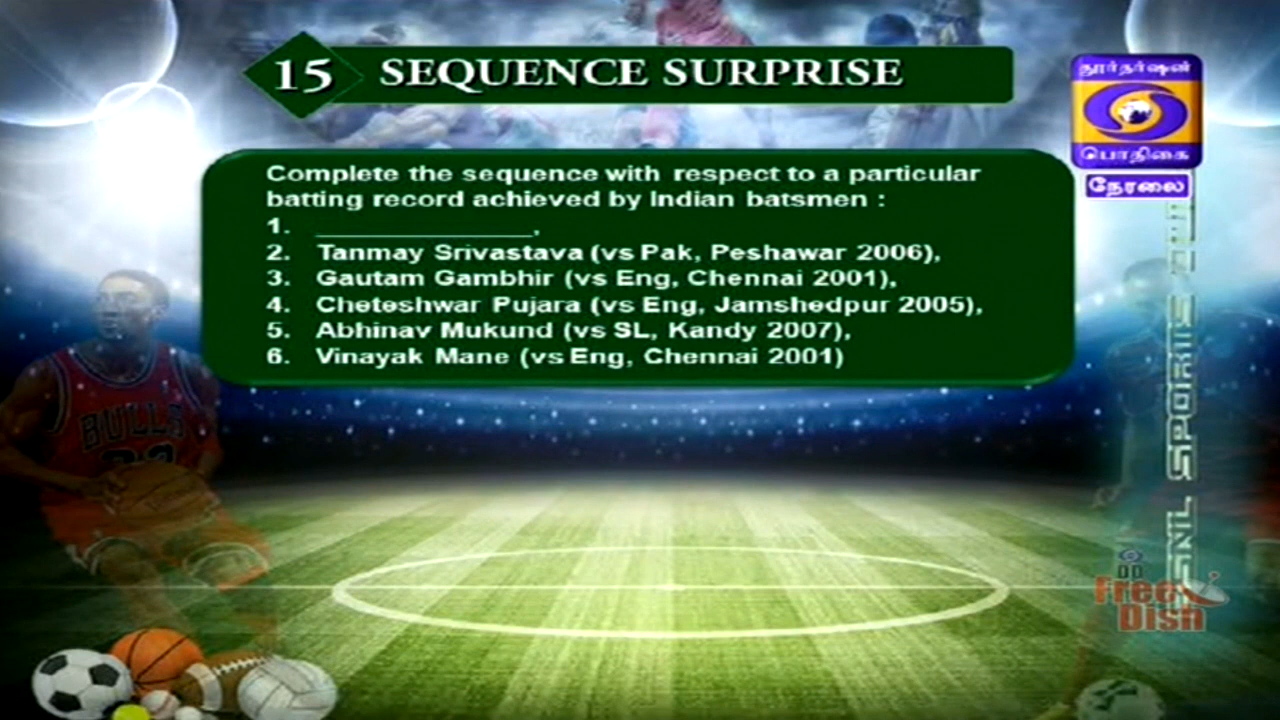 15 SEQUENCE SURPRISE
தூர்தர்ஷன்
பொதிகை
நேரலை
Complete the sequence with respect to a particular
batting record achieved by Indian batsmen :
1. ________________,
2. Tanmay Srivastava (vs Pak, Peshawar 2006),
3. Gautam Gambhir (vs Eng, Chennai 2001),
4. Cheteshwar Pujara (vs Eng, Jamshedpur 2005),
5. Abhinav Mukund (vs SL, Kandy 2007),
6. Vinayak Mane (vs Eng, Chennai 2001)
BULLS
SNL SPORTS
DD
Free
Dish